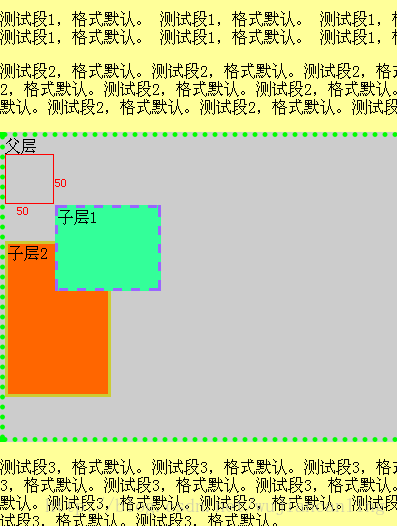 测试段1，格式默认。 测试段1，格式默认。 测试段1，格
测试段1，格式默认。 测试段1，格式默认。 测试段1，格
测试段2，格式默认。测试段2，格式默认。测试段2，格
2，格式默认。测试段2，格式默认。测试段2，格式默认。
默认。测试段2，格式默认。测试段2，格式默认。测试段
父层
50
50
子层1
子层2
测试段3，格式默认。测试段3，格式默认。测试段3，格
3，格式默认。测试段3，格式默认。测试段3，格式默认。
默认。测试段3，格式默认。测试段3，格式默认。测试段
试段3，格式默认。测试段3，格式默认。